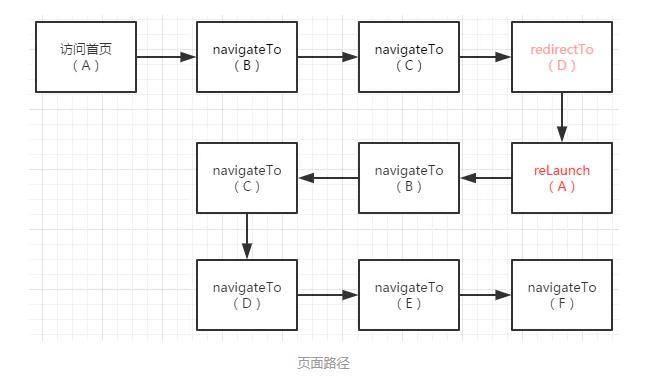 访问首页
（A）
navigateTo
（B）
navigateTo
（C）
redirectTo
（D）
reLaunch
（A）
navigateTo
（B）
navigateTo
（C）
navigateTo
（D）
navigateTo
（E）
navigateTo
（F）
页面路径